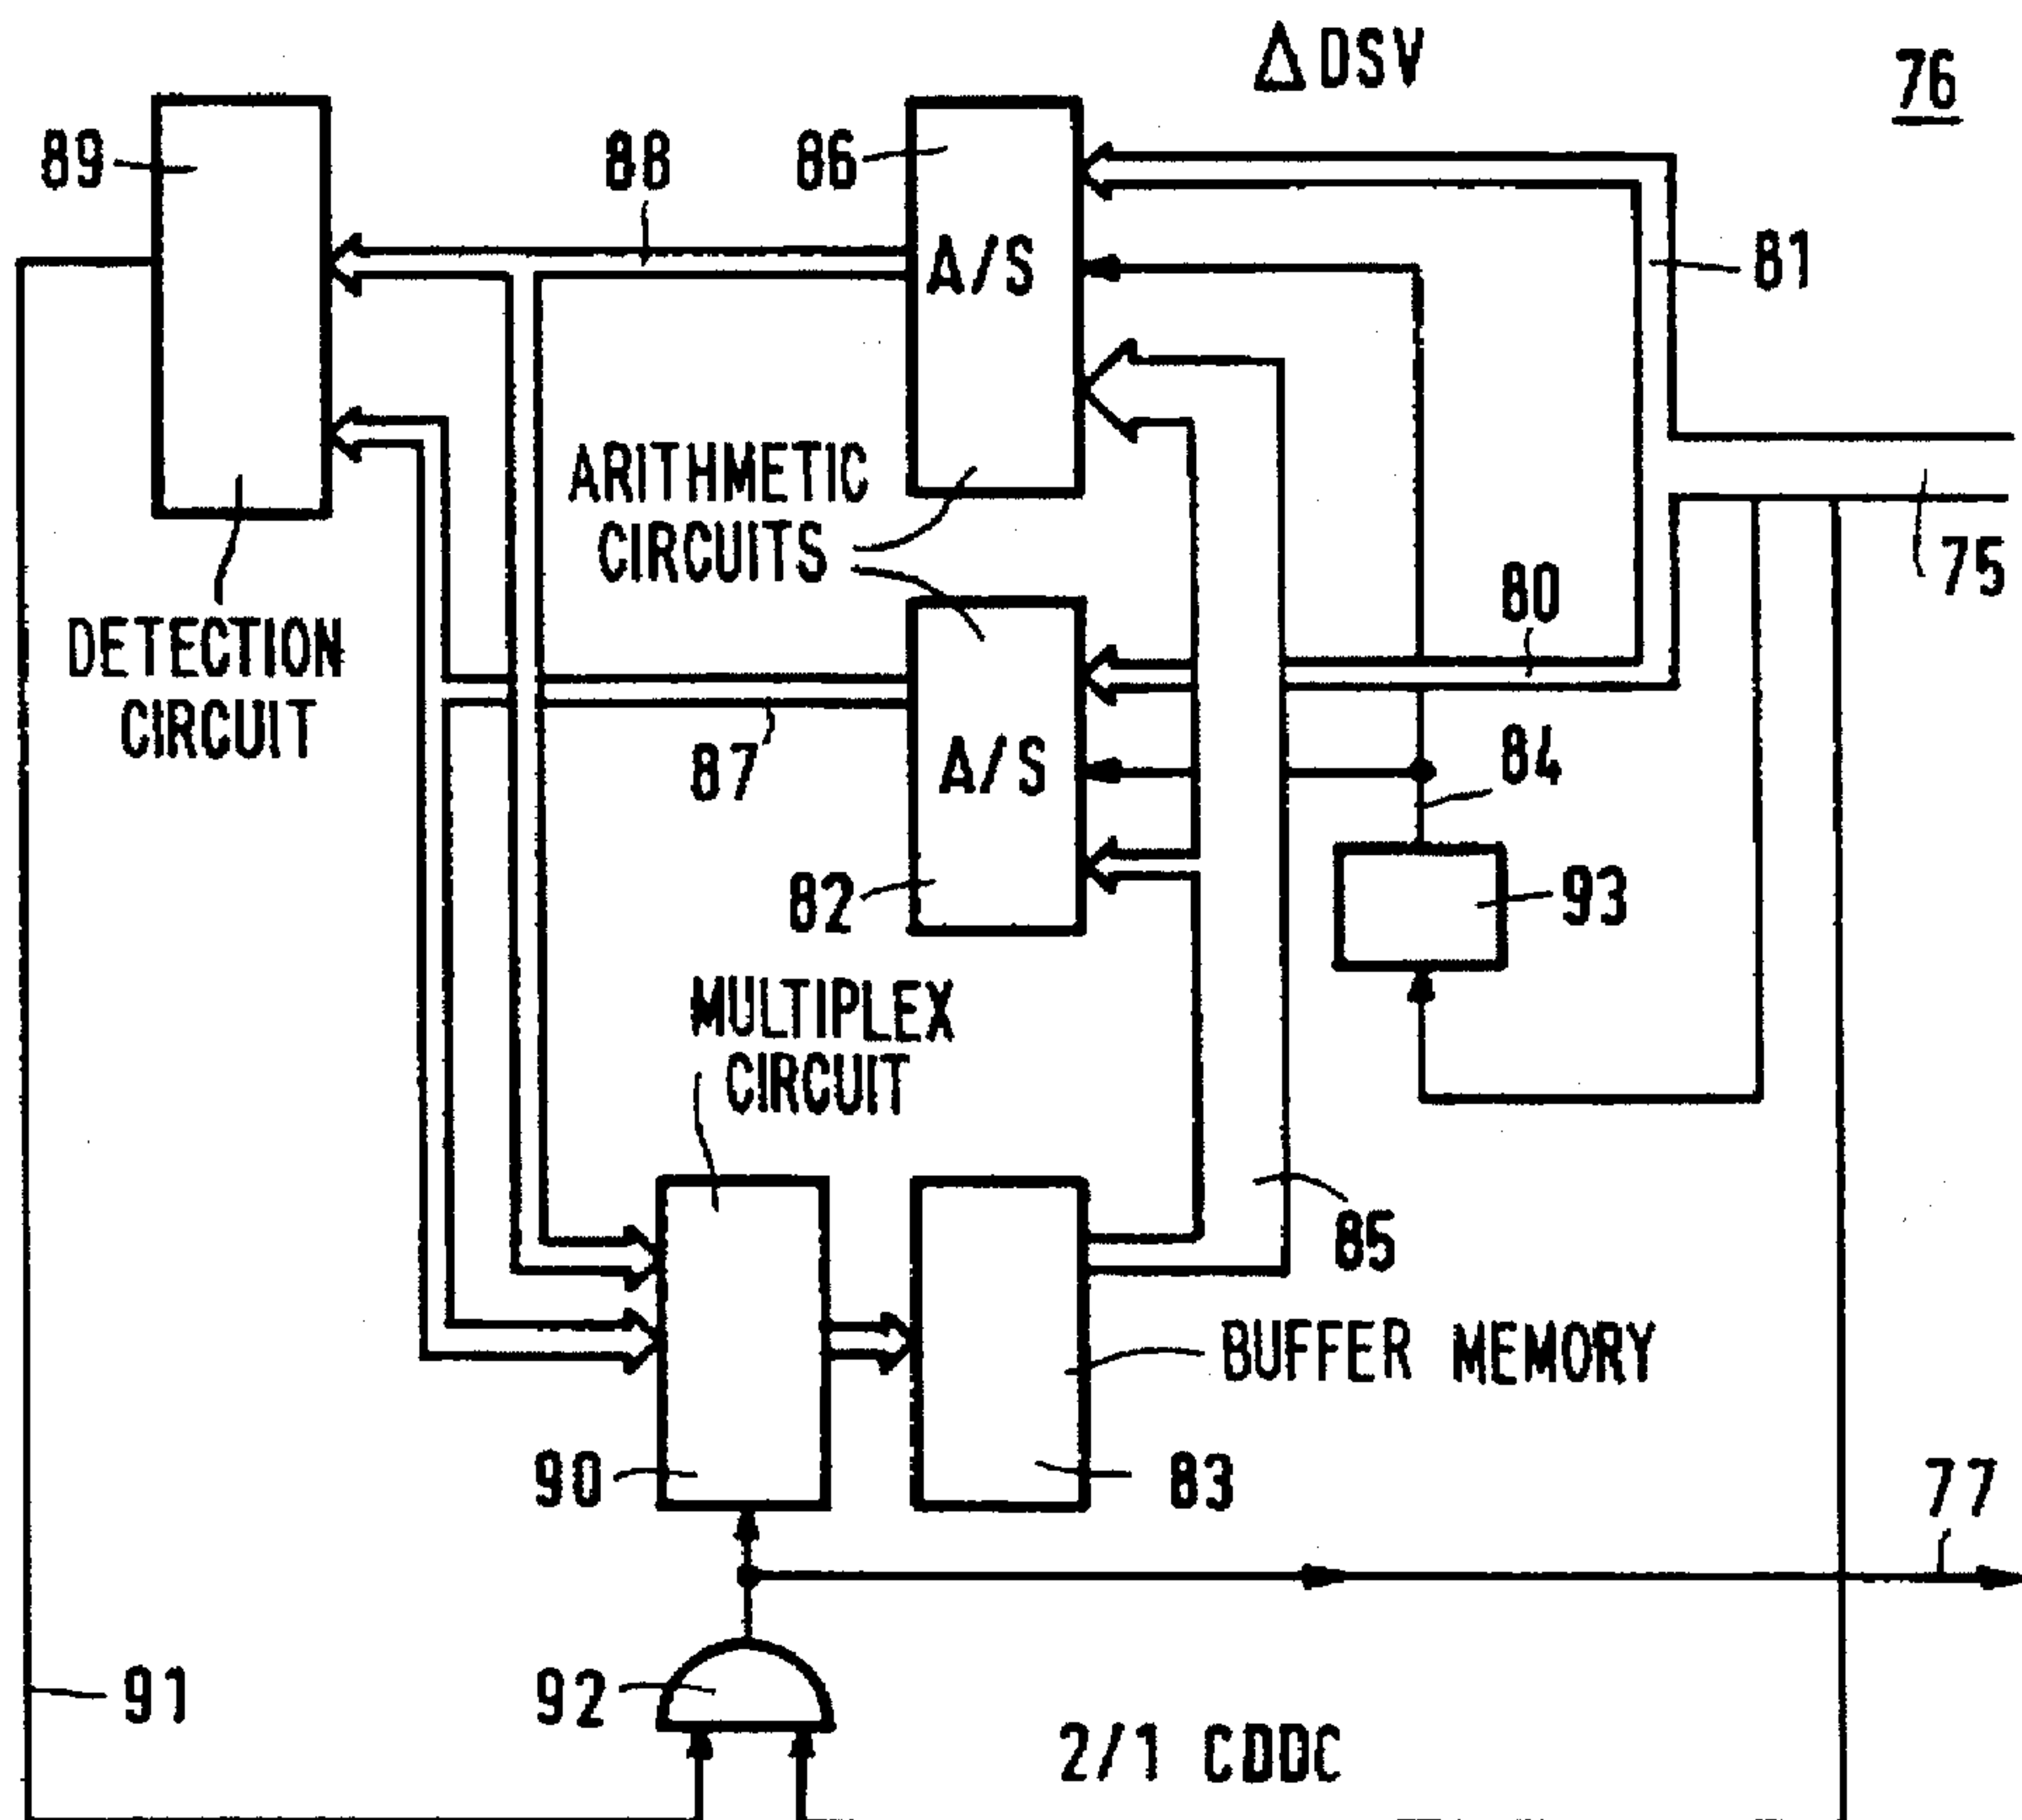 Δ DSV
76
89
88
86
A/S
81
ARITHMETIC
CIRCUITS
75
80
DETECTION
CIRCUIT
87
A/S
84
82
93
MULTIPLEX
CIRCUIT
85
BUFFER MEMORY
90
83
77
91
92
2/1 CDDC